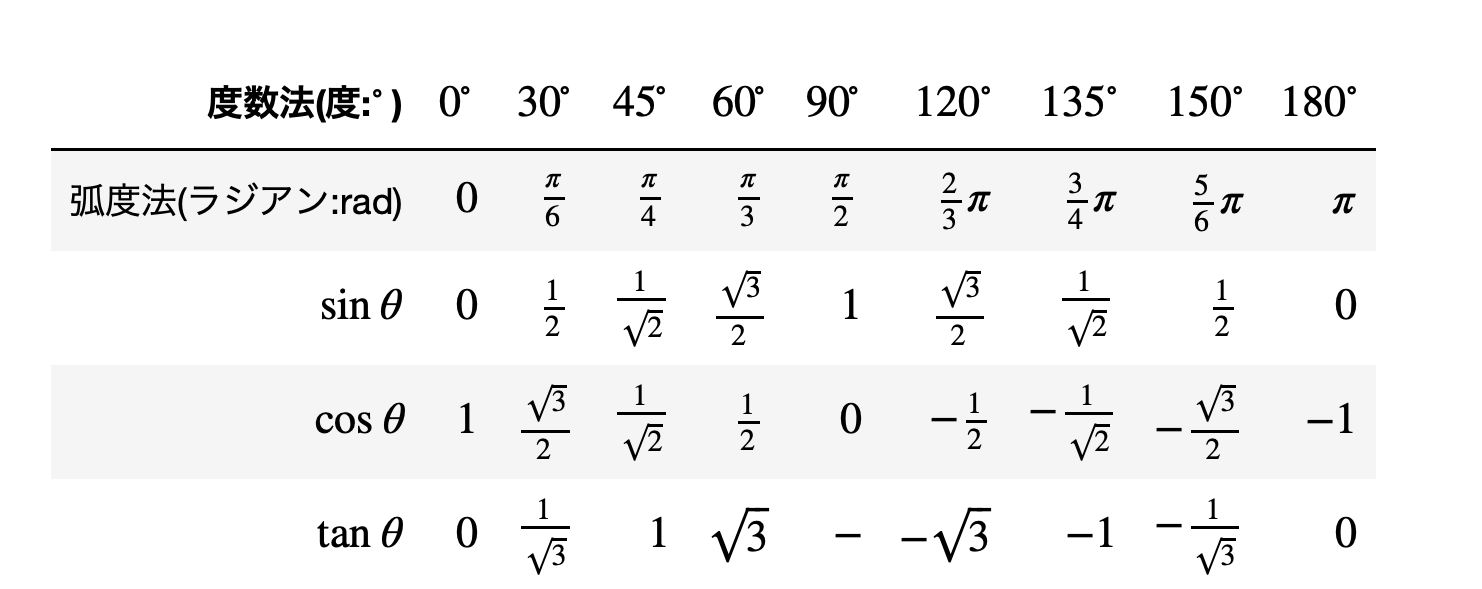 度数法(度:°) 0° 30° 45° 60° 90° 120° 135° 150° 180°
弧度法(ラジアン:rad) 0 π/6 π/4 π/3 π/2 2/3π 3/4π 5/6π π
sin θ 0 1/2 1/√2 √3/2 1 √3/2 1/√2 1/2 0
cos θ 1 √3/2 1/√2 1/2 0 −1/2 −1/√2 −√3/2 −1
tan θ 0 1/√3 1 √3 − −√3 −1 −1/√3 0